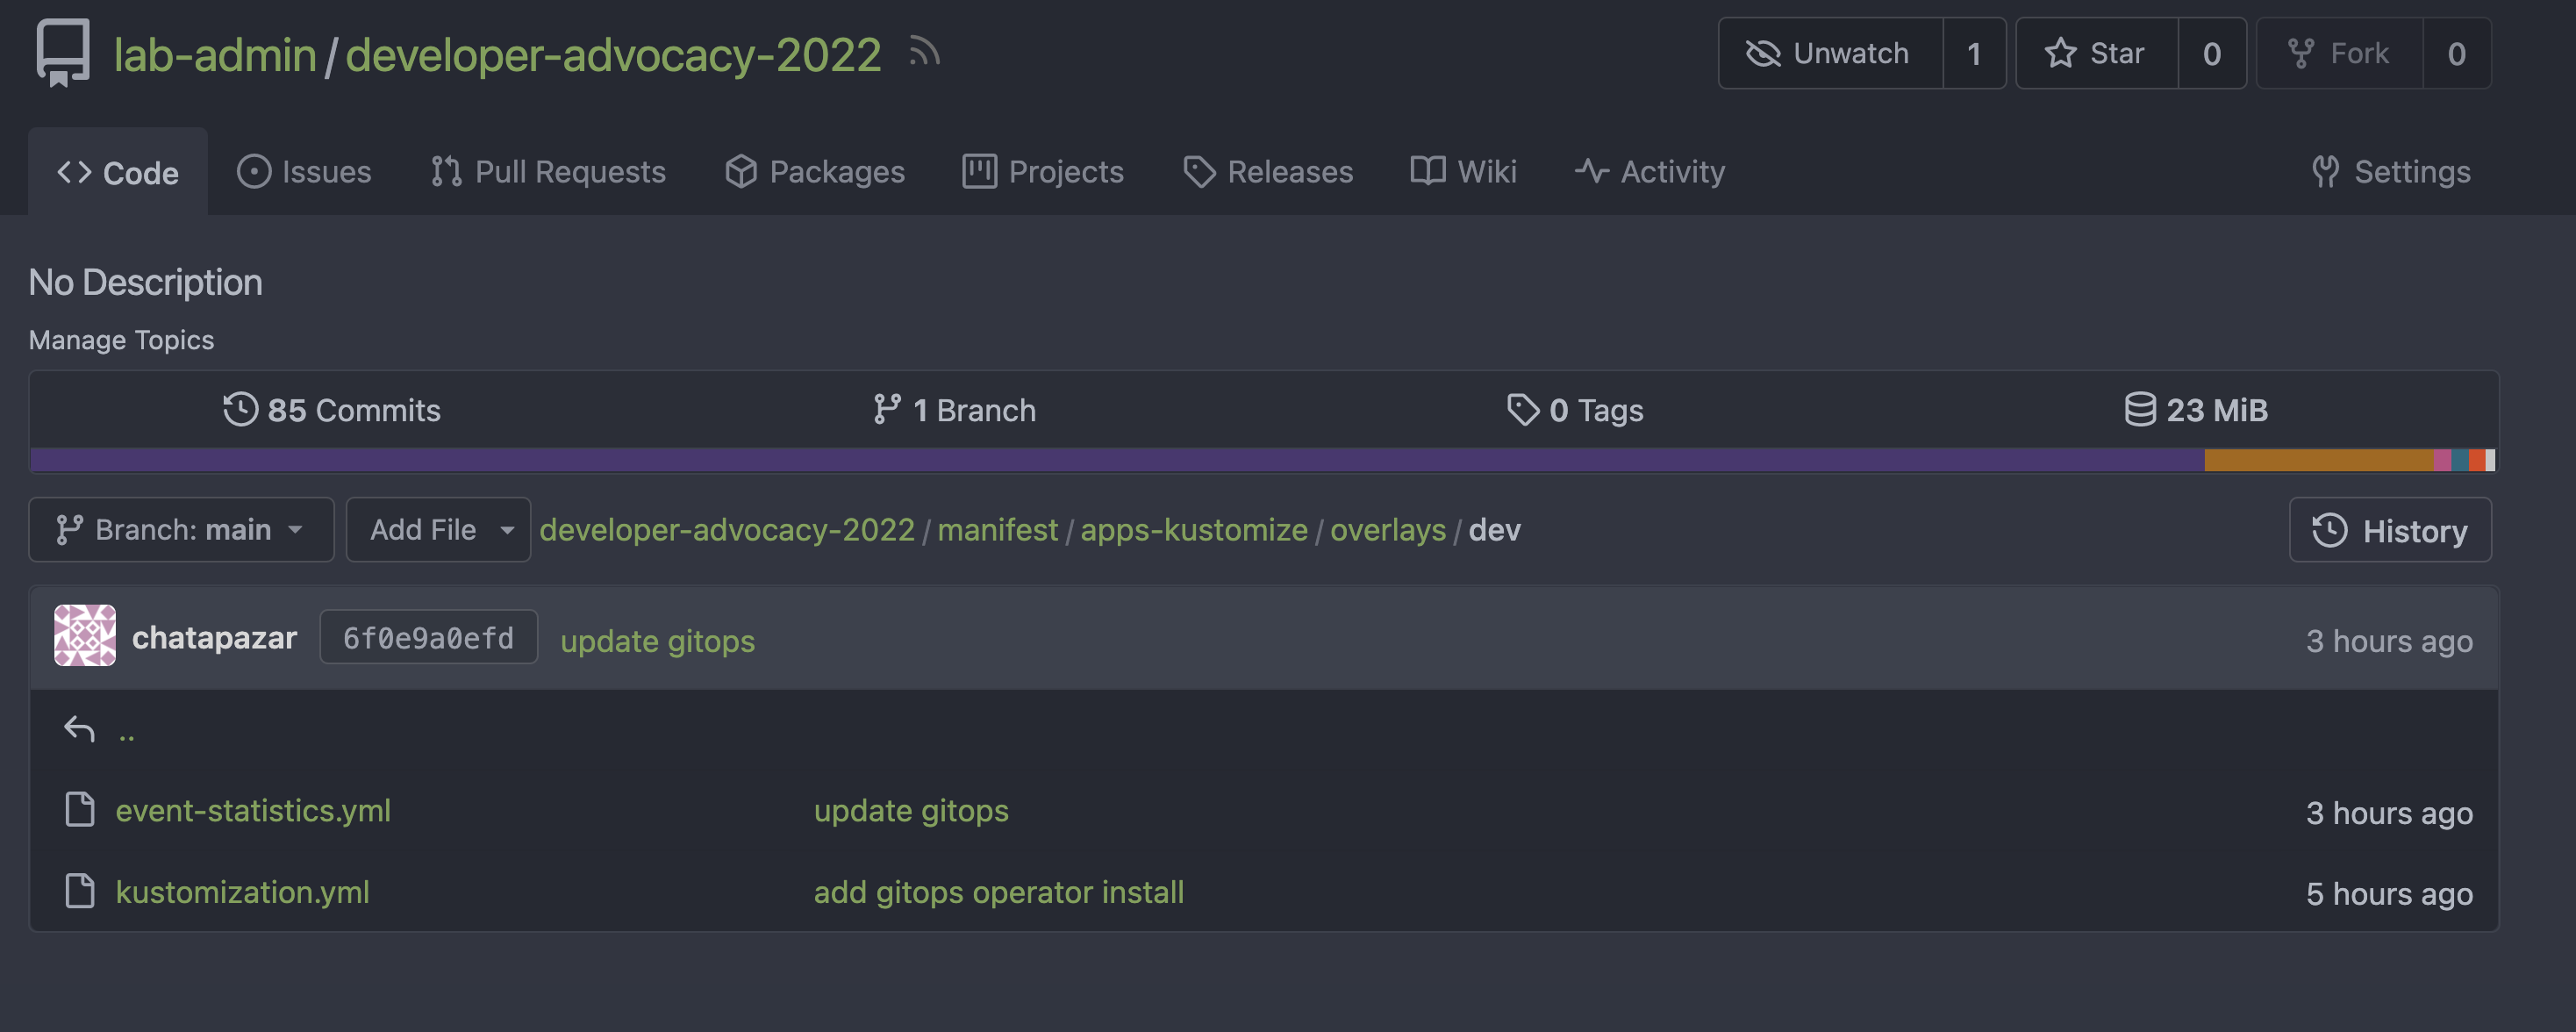 lab-admin / developer-advocacy-2022 Unwatch 1 Star 0 Fork 0
Code Issues Pull Requests Packages Projects Releases Wiki Activity Settings
No Description
Manage Topics
85 Commits 1 Branch 0 Tags 23 MiB
Branch: main Add File developer-advocacy-2022 / manifest / apps-kustomize / overlays / dev History
chatapazar 6f0e9a0efd update gitops 3 hours ago
..
event-statistics.yml update gitops 3 hours ago
kustomization.yml add gitops operator install 5 hours ago